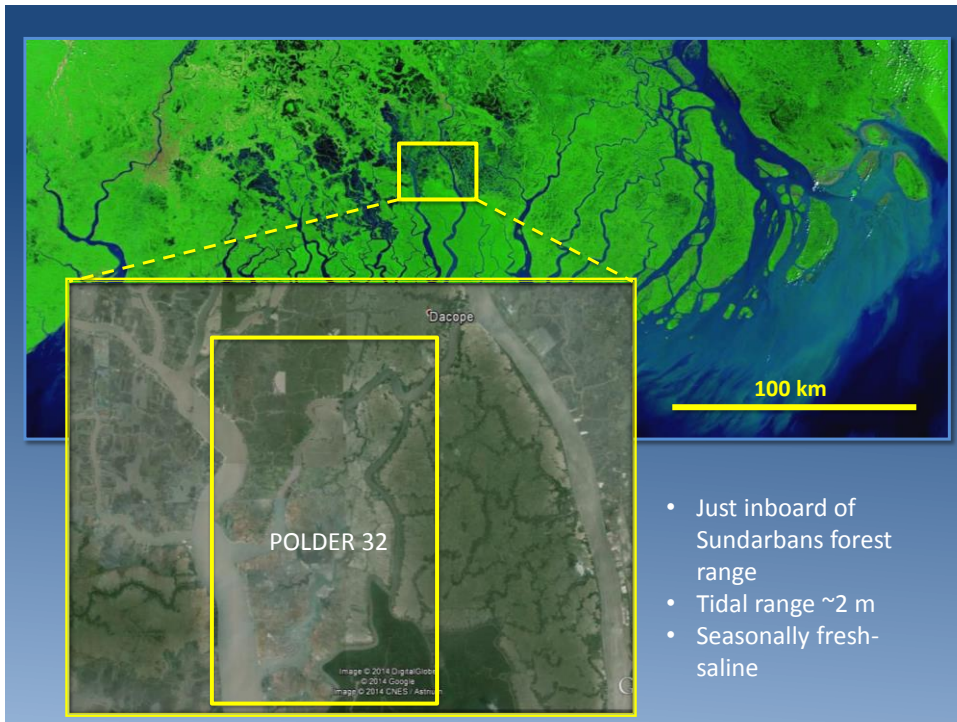 100 km
Dacope
POLDER 32
Image © 2014 DigitalGlobe
© 2014 Google
Image © 2014 CNES / Astrium
G
• Just inboard of
Sundarbans forest
range
• Tidal range ~2 m
• Seasonally fresh-
saline